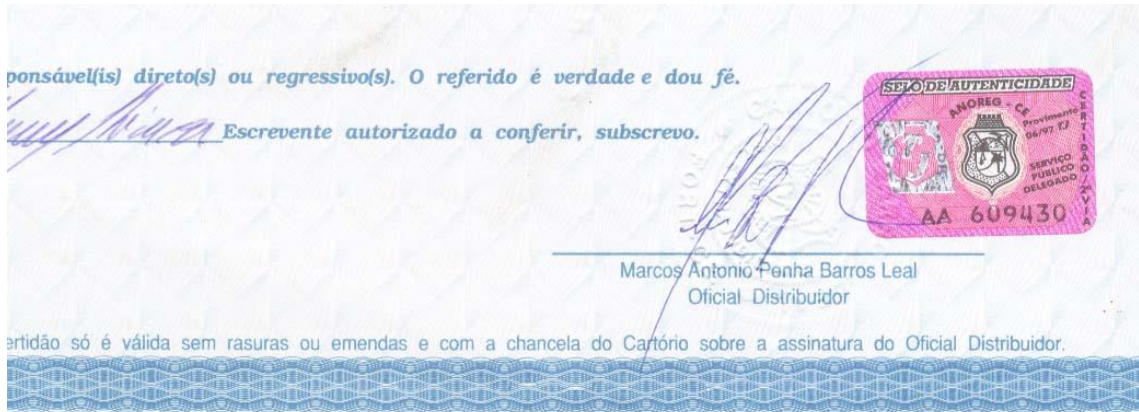 ponsável(is) direto(s) ou regressivo(s). O referido é verdade e dou fé.
Escrevente autorizado a conferir, subscrevo.
SELO DE AUTENTICIDADE
ANOREG - CE
Provimento
06/97
SERVIÇO
PÚBLICO
DELEGADO
CERTIDÃO/2ª VIA
AA 609430
Marcos Antonio Penha Barros Leal
Oficial Distribuidor
ertidão só é válida sem rasuras ou emendas e com a chancela do Cartório sobre a assinatura do Oficial Distribuidor.